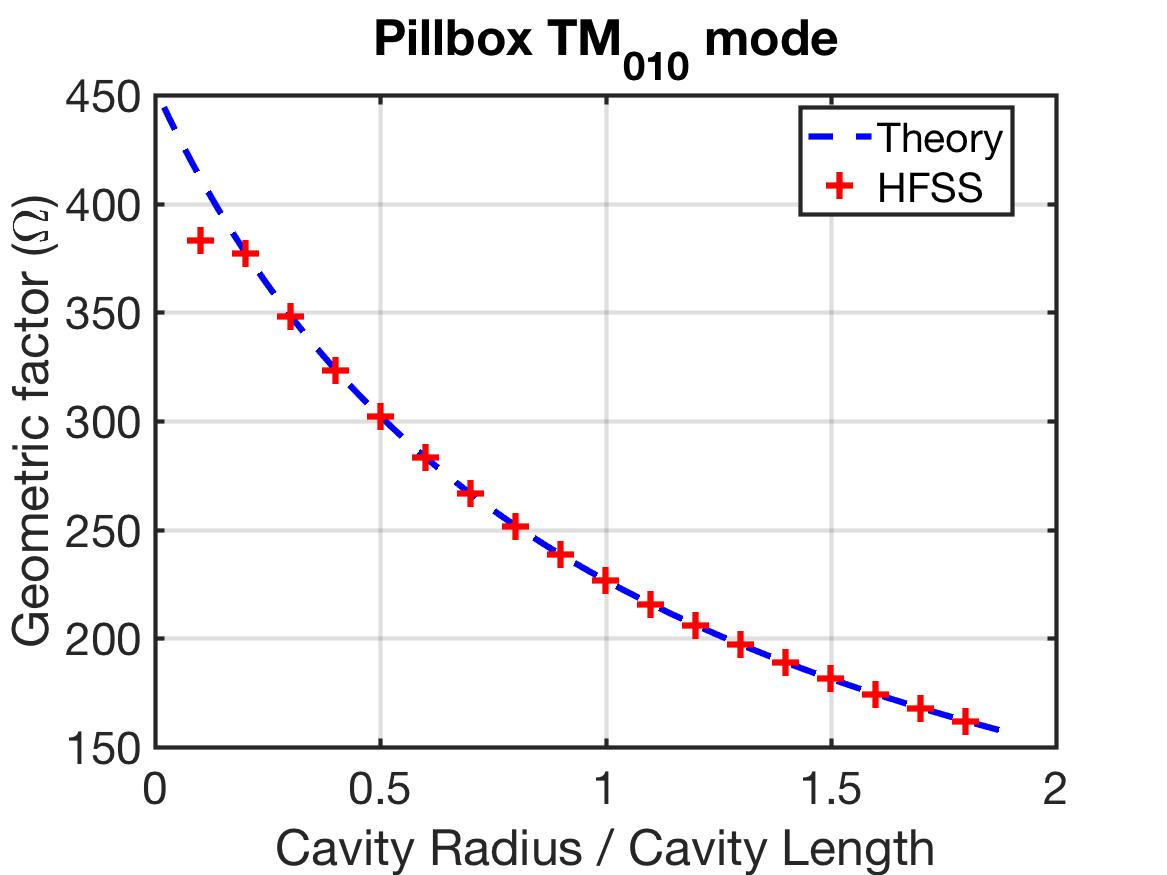 Pillbox TM010 mode
450
400
350
300
250
200
150
Geometric factor (Ω)
Theory
HFSS
0 0.5 1 1.5 2
Cavity Radius / Cavity Length